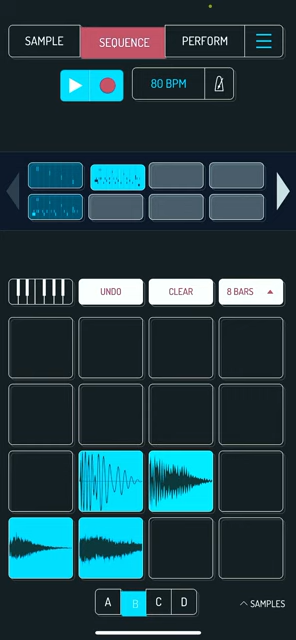 SAMPLE SEQUENCE PERFORM
80 BPM
UNDO CLEAR 8 BARS
A B C D SAMPLES